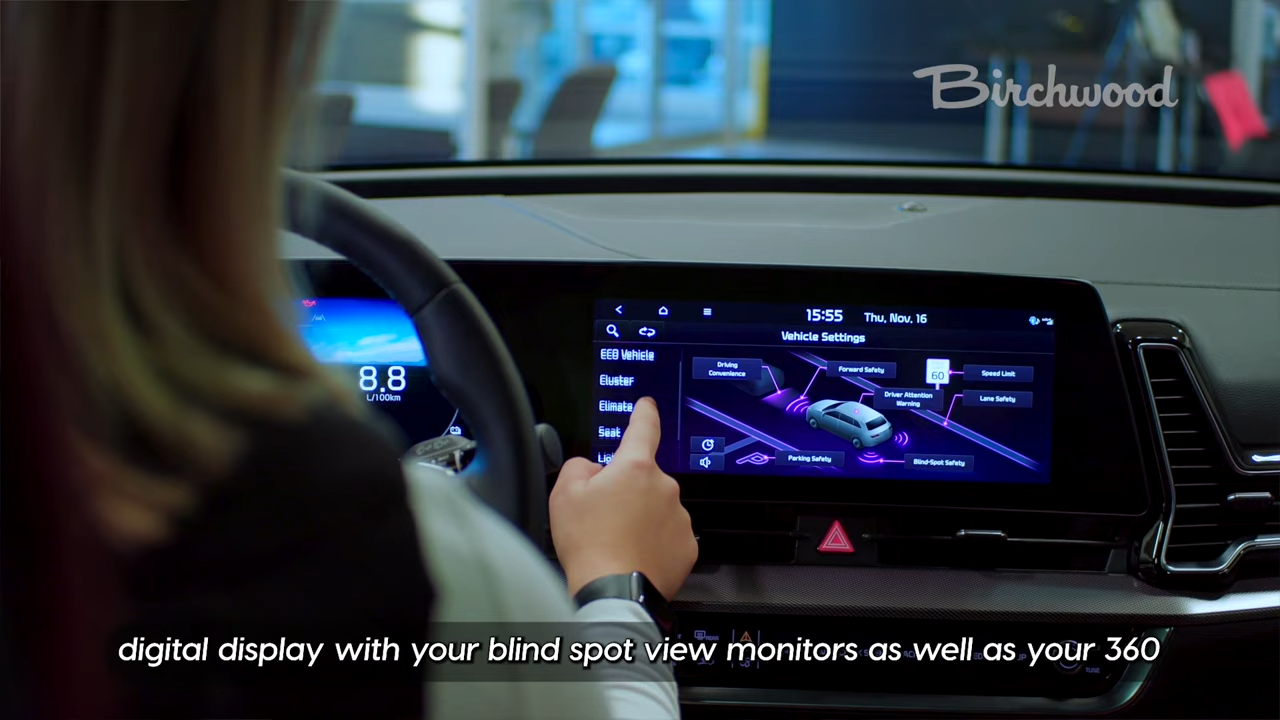 Birchwood
15:55 Thu, Nov, 16
Vehicle Settings
ECO Vehicle
Cluster
Climate
Seat
Driving
Convenience
Forward Safety
60
Speed Limit
Driver Attention
Warning
Lane Safety
Parking Safety
Blind-Spot Safety
8.8
L/100km
digital display with your blind spot view monitors as well as your 360
TUNE